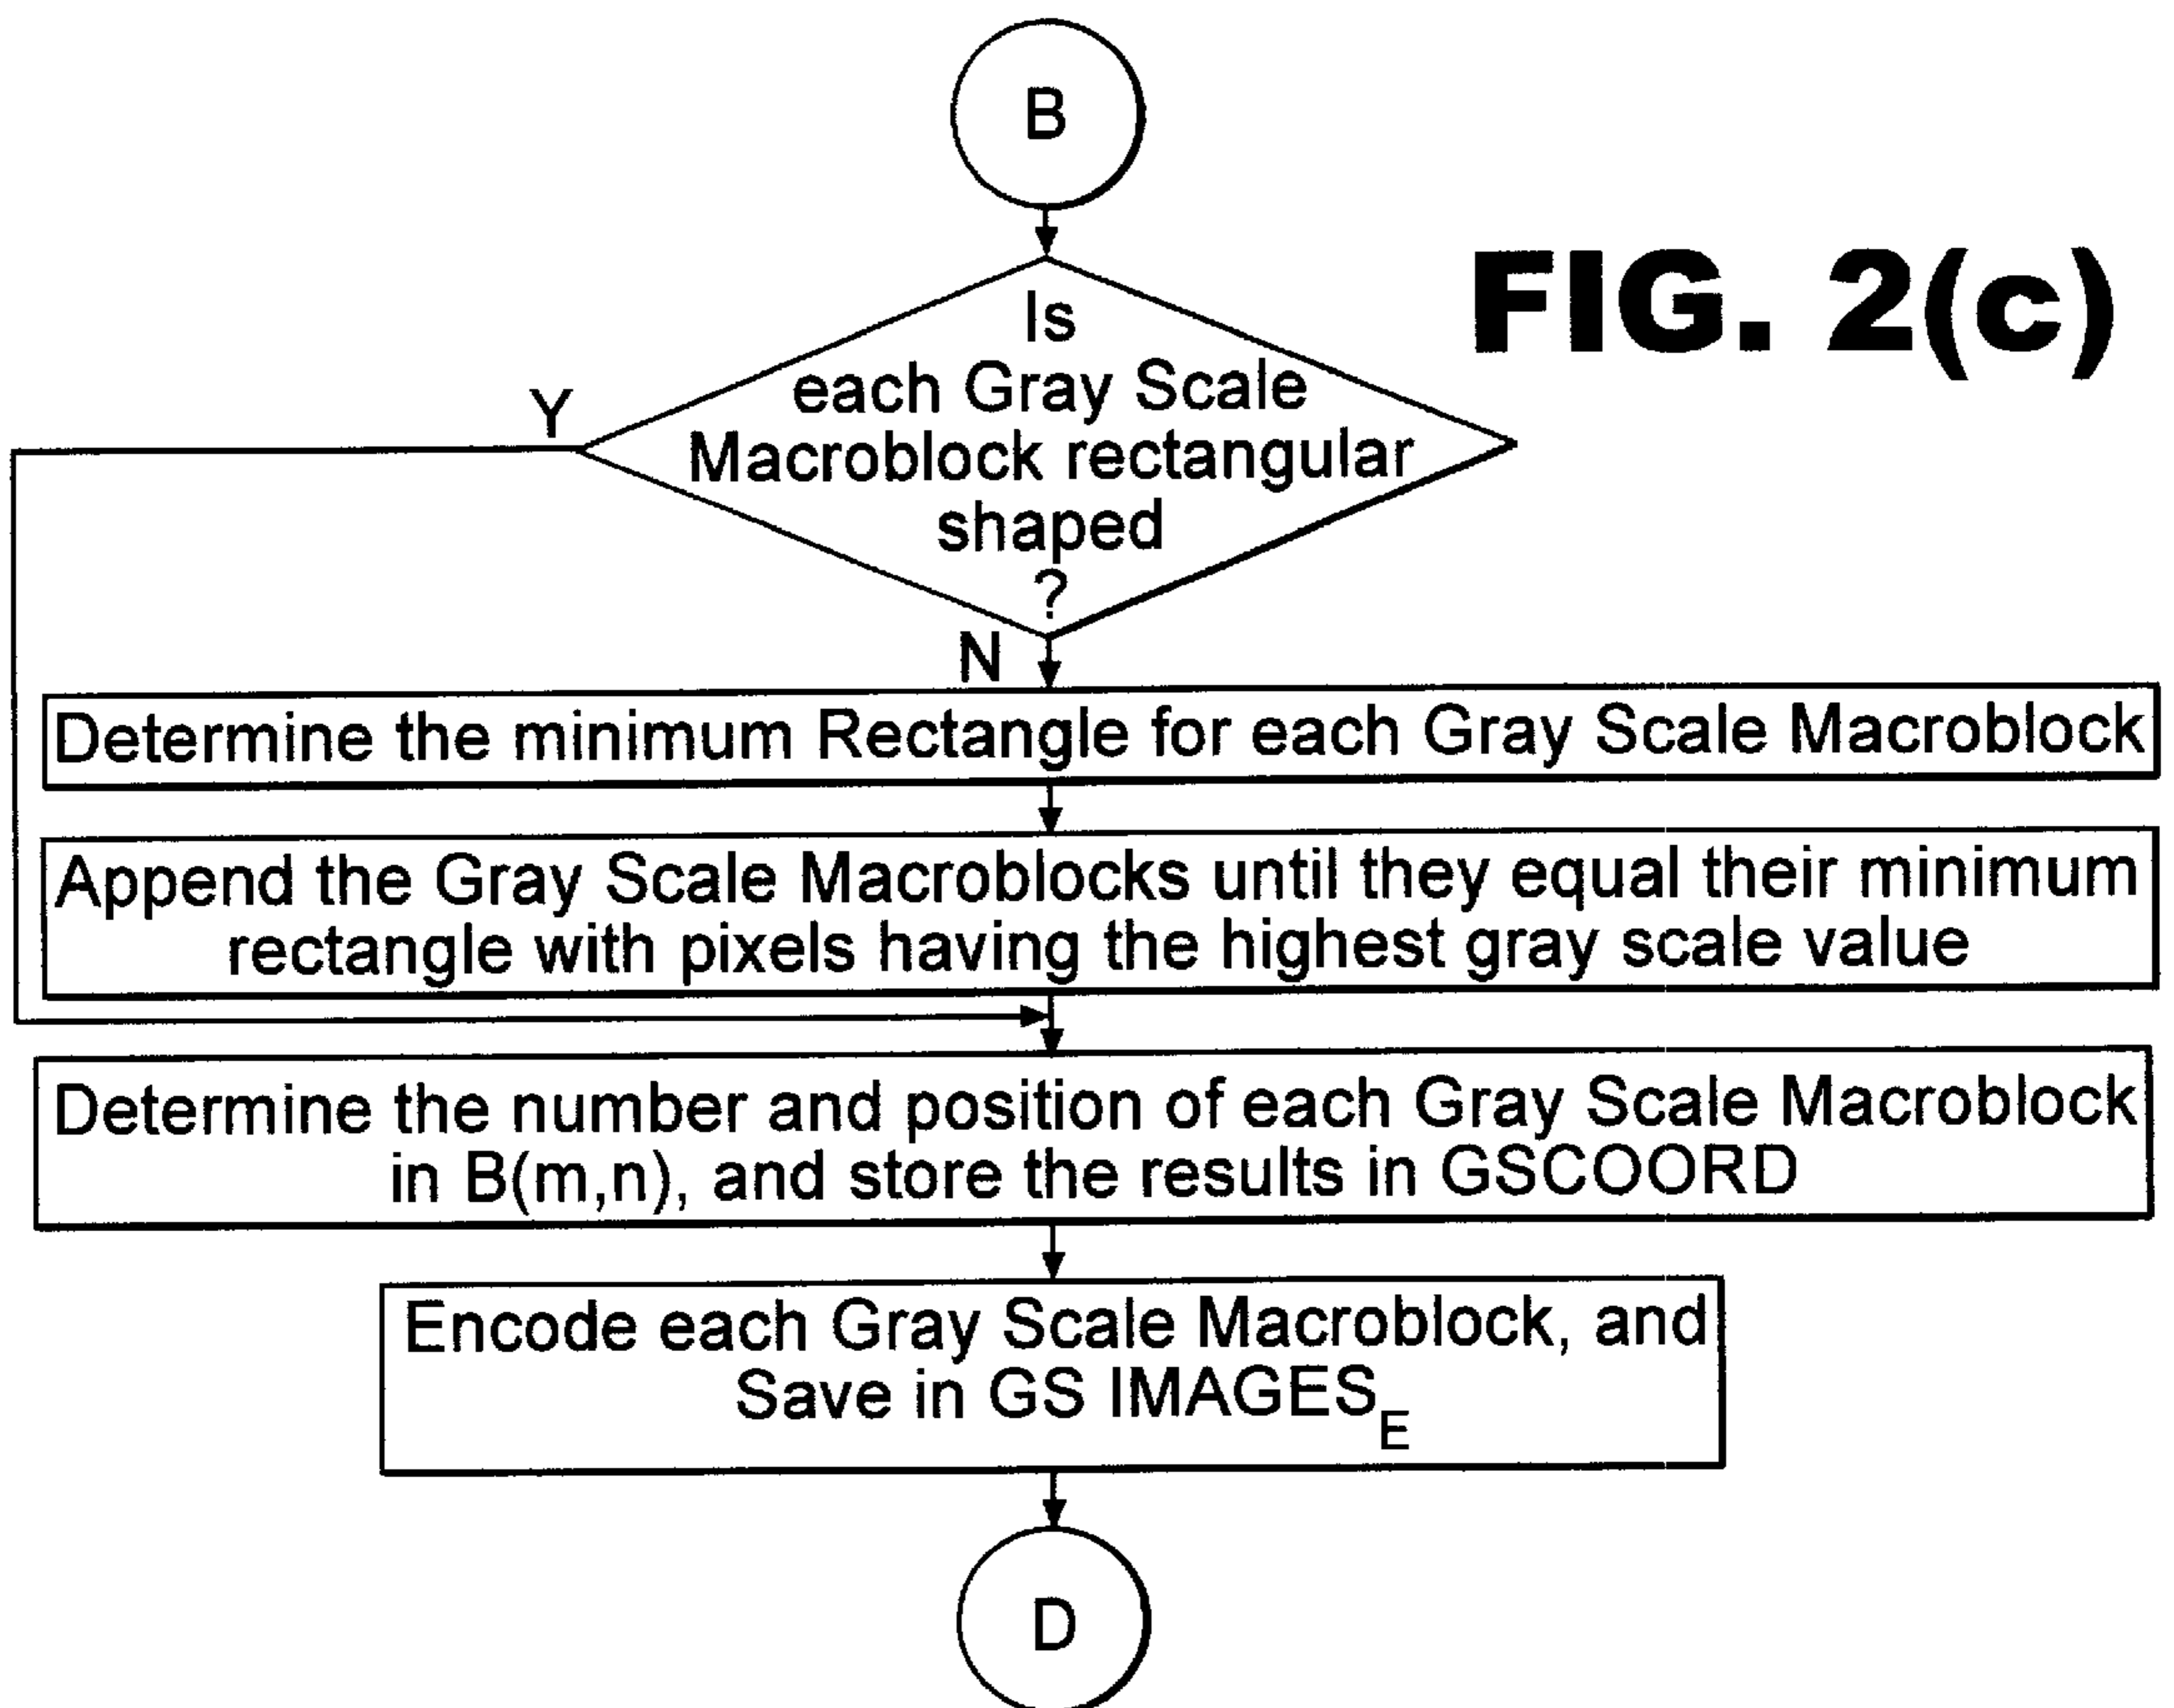 B
FIG. 2(c)
Is
each Gray Scale
Macroblock rectangular
shaped
?
Y
N
Determine the minimum Rectangle for each Gray Scale Macroblock
Append the Gray Scale Macroblocks until they equal their minimum
rectangle with pixels having the highest gray scale value
Determine the number and position of each Gray Scale Macroblock
in B(m,n), and store the results in GSCOORD
Encode each Gray Scale Macroblock, and
Save in GS IMAGES_E
D